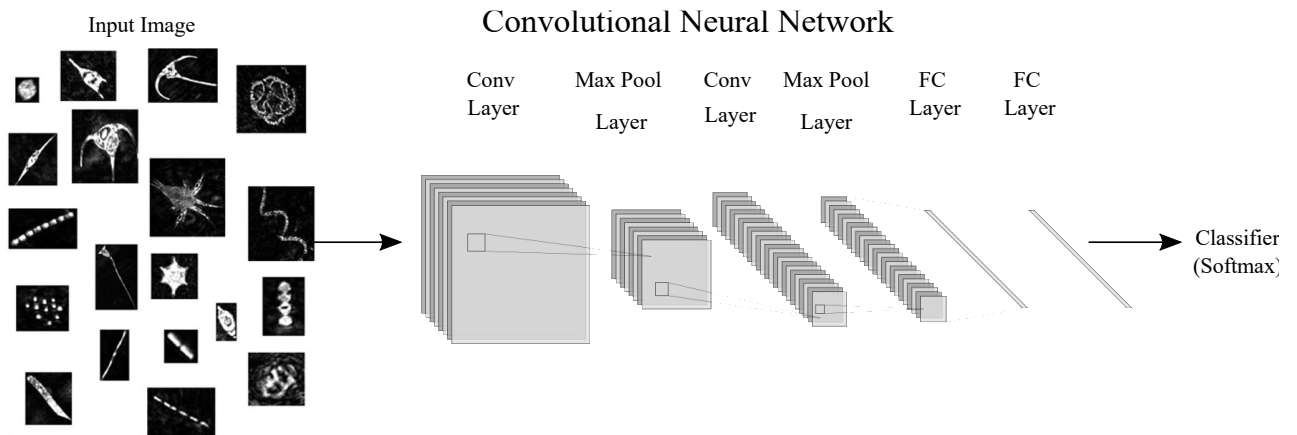 Input Image
Convolutional Neural Network
Conv
Layer
Max Pool
Layer
Conv
Layer
Max Pool
Layer
FC
Layer
FC
Layer
Classifier
(Softmax)